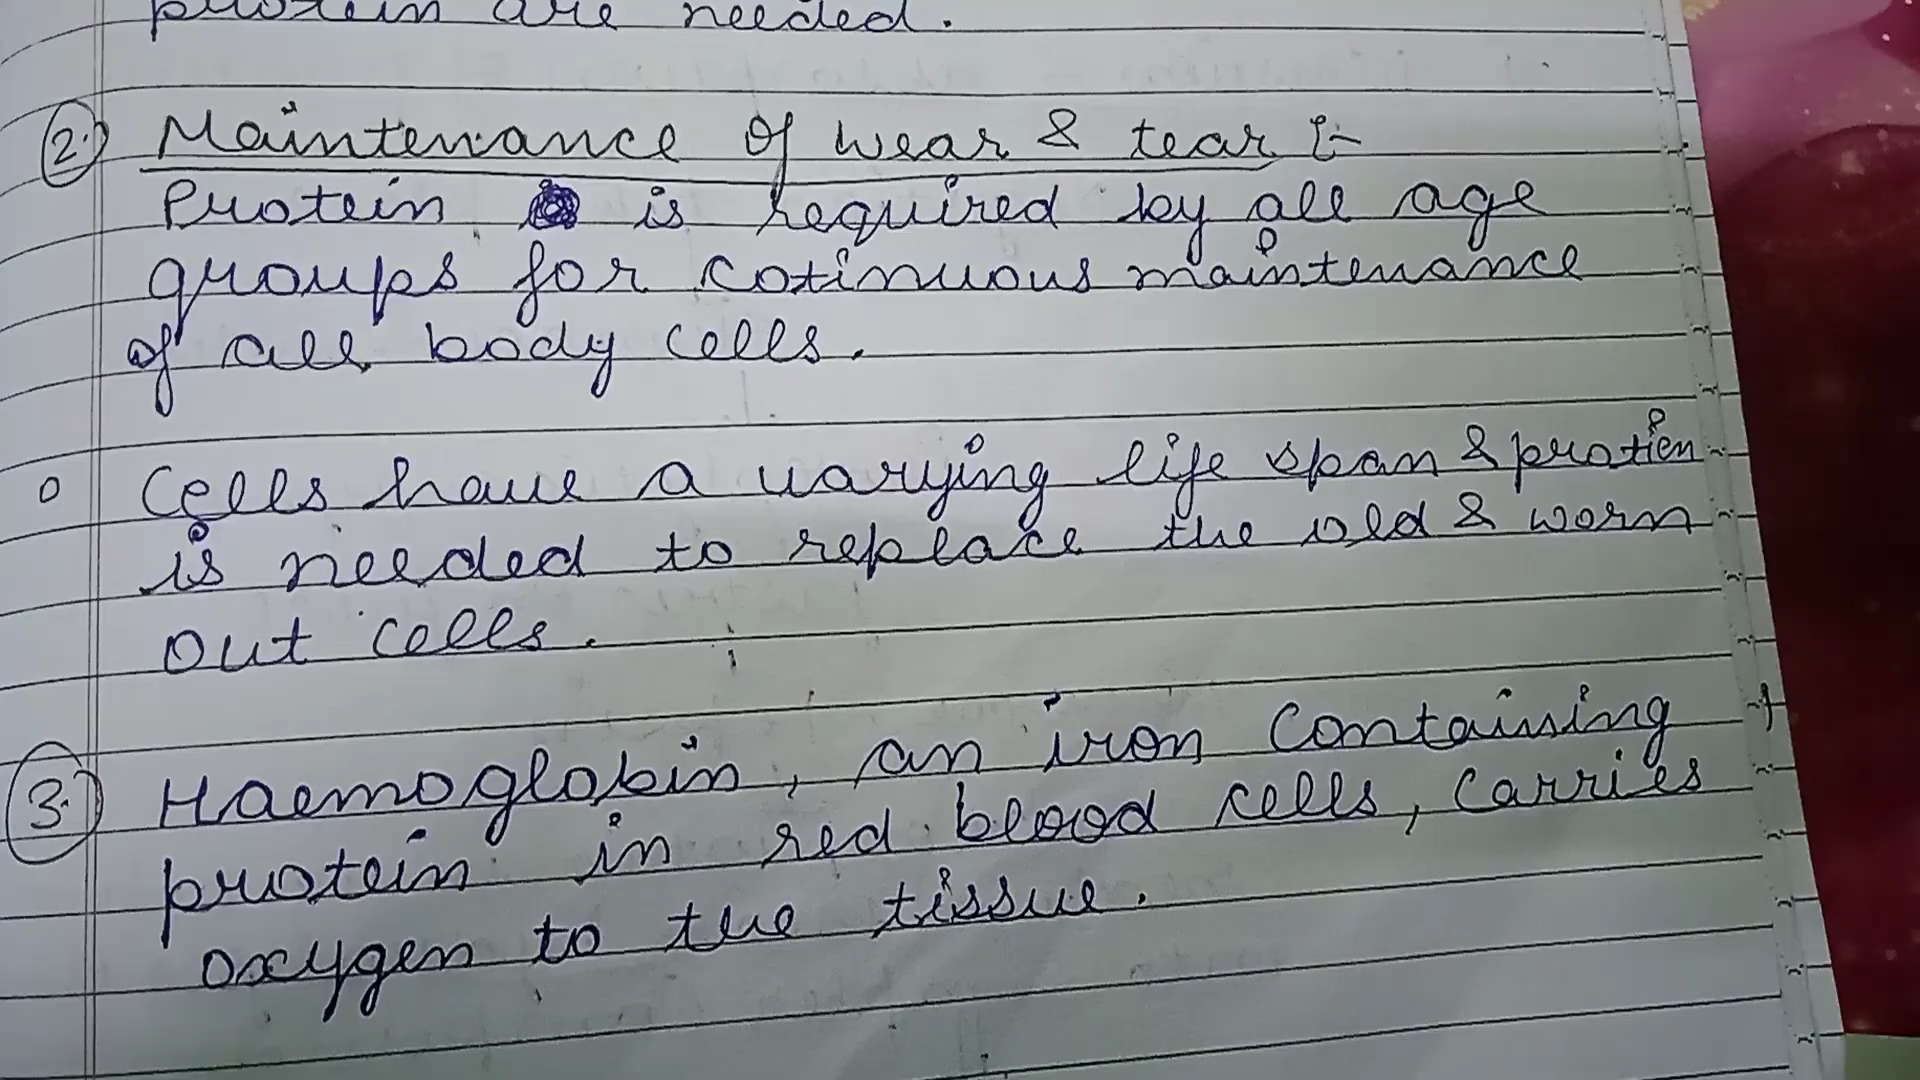 protein are needed.
2. Maintenance of wear & tear :-
Protein is required by all age
groups for cotinuous maintenance
of all body cells.
o Cells have a varying life span & protien
is needed to replace the old & worn
out cells.
3. Haemoglobin, an iron containing
protein in red blood cells, carries
oxygen to the tissue.